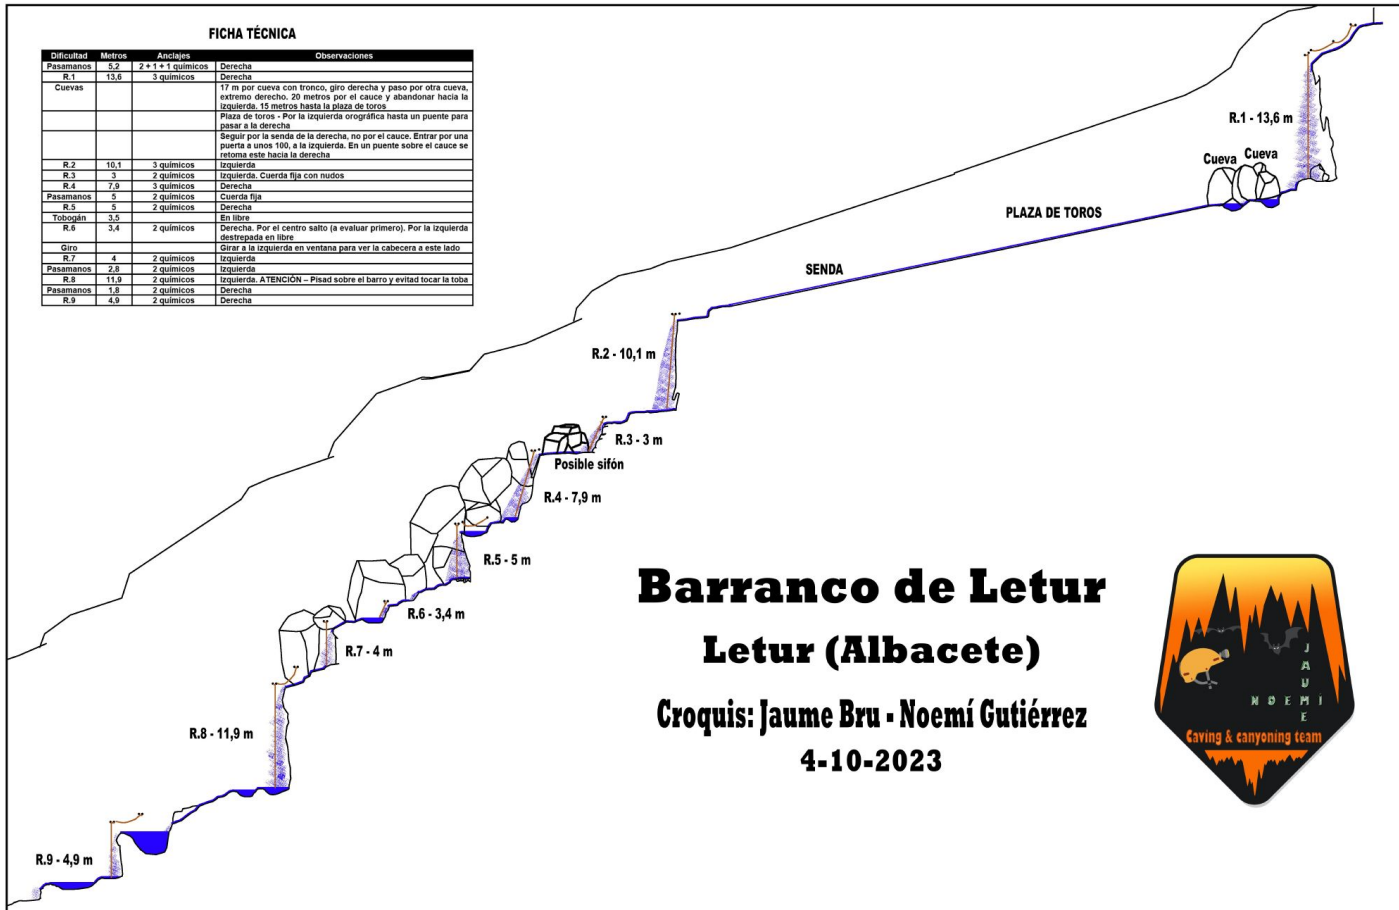 FICHA TÉCNICA
Dificultad Metros Anclajes Observaciones
Pasamanos 5,2 2 + 1 + 1 químicos Derecha
R.1 13,6 3 químicos Derecha
Cuevas 17 m por cueva con tronco, giro derecha y paso por otra cueva,
extremo derecho. 20 metros por el cauce y abandonar hacia la
izquierda. 15 metros hasta la plaza de toros
Plaza de toros - Por la izquierda orográfica hasta un puente para
pasar a la derecha
Seguir por la senda de la derecha, no por el cauce. Entrar por una
puerta a unos 100, a la izquierda. En un puente sobre el cauce se
retoma este hacia la derecha
R.2 10,1 3 químicos Izquierda
R.3 3 2 químicos Izquierda. Cuerda fija con nudos
R.4 7,9 3 químicos Derecha
Pasamanos 5 2 químicos Cuerda fija
R.5 5 2 químicos Derecha
Tobogán 3,5 En libre
R.6 3,4 2 químicos Derecha. Por el centro salto (a evaluar primero). Por la izquierda
destrepada en libre
Giro Girar a la izquierda en ventana para ver la cabecera a este lado
R.7 4 2 químicos Izquierda
Pasamanos 2,8 2 químicos Izquierda
R.8 11,9 2 químicos Izquierda. ATENCIÓN – Pisad sobre el barro y evitad tocar la toba
Pasamanos 1,8 2 químicos Derecha
R.9 4,9 2 químicos Derecha
R.1 - 13,6 m
Cueva Cueva
PLAZA DE TOROS
SENDA
R.2 - 10,1 m
R.3 - 3 m
Posible sifón
R.4 - 7,9 m
R.5 - 5 m
R.6 - 3,4 m
R.7 - 4 m
R.8 - 11,9 m
R.9 - 4,9 m
Barranco de Letur
Letur (Albacete)
Croquis: Jaume Bru - Noemí Gutiérrez
4-10-2023
JAUME
NOEMÍ
Caving & canyoning team